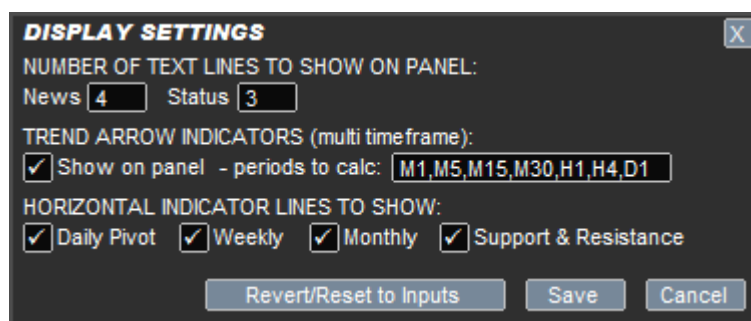 DISPLAY SETTINGS
X
NUMBER OF TEXT LINES TO SHOW ON PANEL:
News 4 Status 3
TREND ARROW INDICATORS (multi timeframe):
Show on panel - periods to calc: M1,M5,M15,M30,H1,H4,D1
HORIZONTAL INDICATOR LINES TO SHOW:
Daily Pivot Weekly Monthly Support & Resistance
Revert/Reset to Inputs Save Cancel